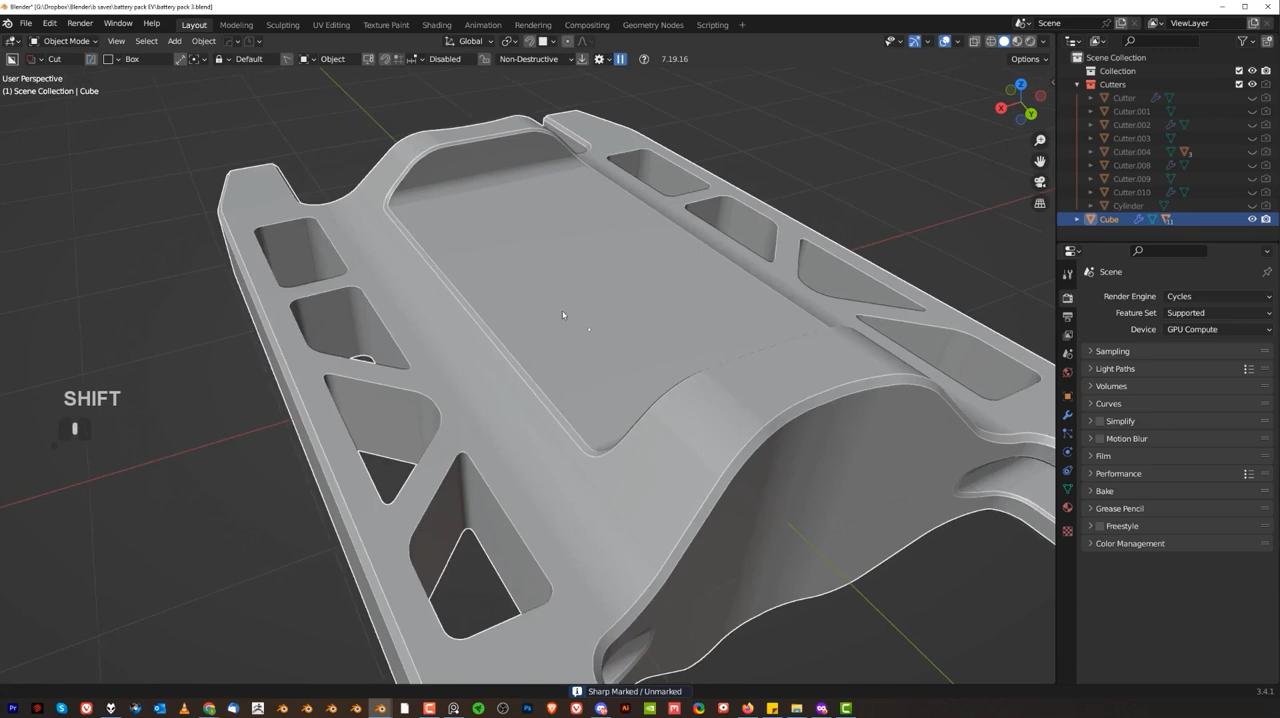 Blender* [G:\Dropbox\Blender\b saves\battery pack EV\battery pack 3.blend]
File Edit Render Window Help Layout Modeling Sculpting UV Editing Texture Paint Shading Animation Rendering Compositing Geometry Nodes Scripting + Scene ViewLayer
Object Mode View Select Add Object Global
Cut Box Default Object Disabled Non-Destructive 7.19.16 Options
User Perspective
(1) Scene Collection | Cube
X
Y
Z
SHIFT
Scene Collection
Collection
Cutters
Cutter
Cutter.001
Cutter.002
Cutter.003
Cutter.004 3
Cutter.008
Cutter.009
Cutter.010
Cylinder
Cube 11
Scene
Render Engine Cycles
Feature Set Supported
Device GPU Compute
Sampling
Light Paths
Volumes
Curves
Simplify
Motion Blur
Film
Performance
Bake
Grease Pencil
Freestyle
Color Management
Sharp Marked / Unmarked
3.4.1